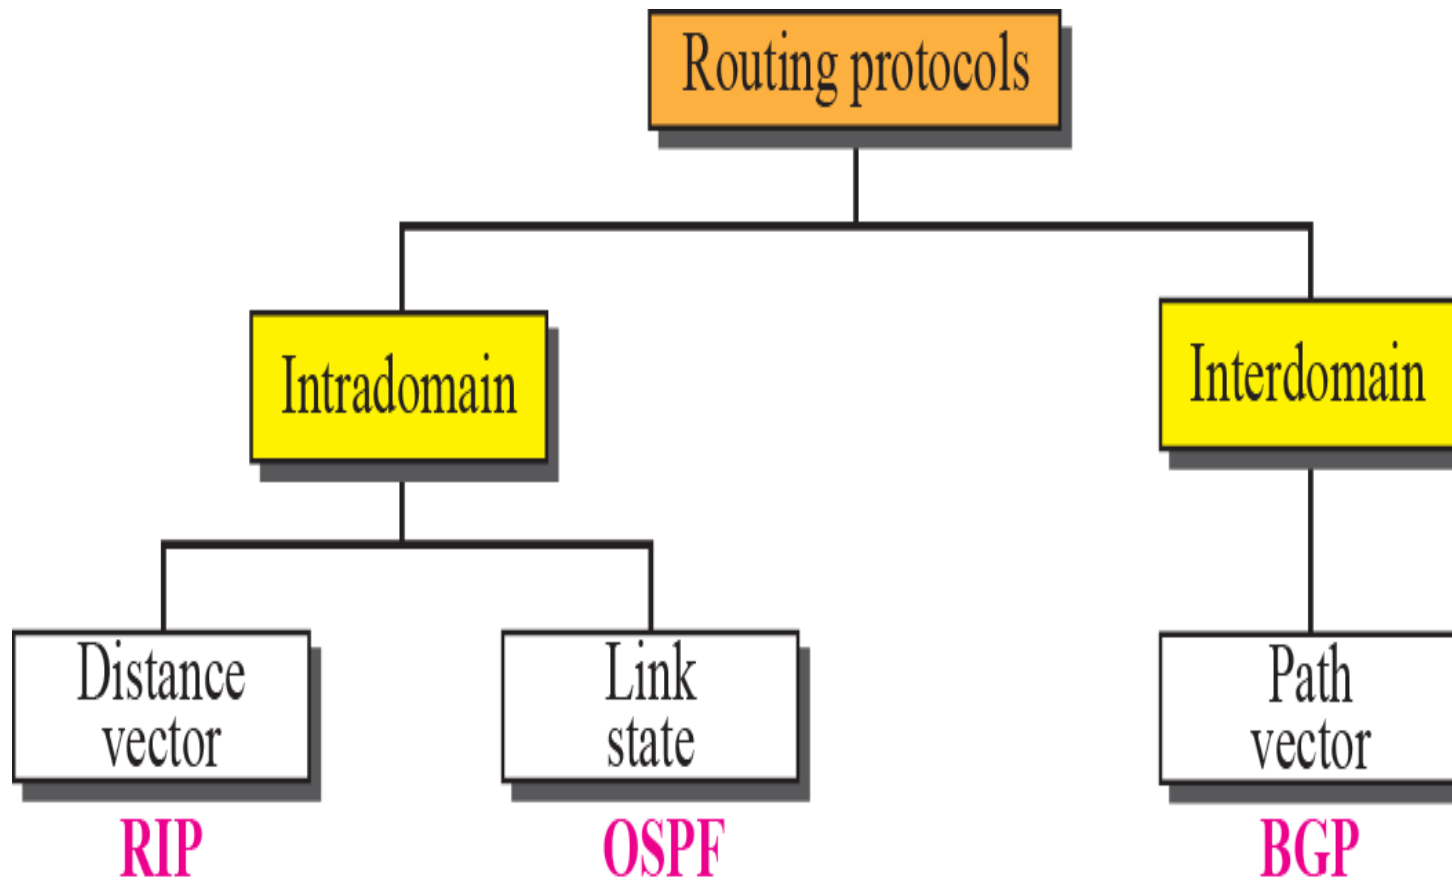 Routing protocols
Intradomain
Interdomain
Distance
vector
Link
state
Path
vector
RIP
OSPF
BGP